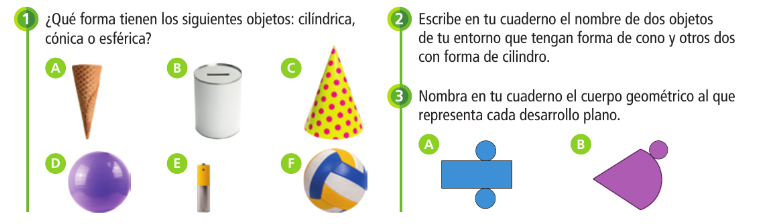 1 ¿Qué forma tienen los siguientes objetos: cilíndrica,
cónica o esférica?
A B C
D E F
2 Escribe en tu cuaderno el nombre de dos objetos
de tu entorno que tengan forma de cono y otros dos
con forma de cilindro.
3 Nombra en tu cuaderno el cuerpo geométrico al que
representa cada desarrollo plano.
A B